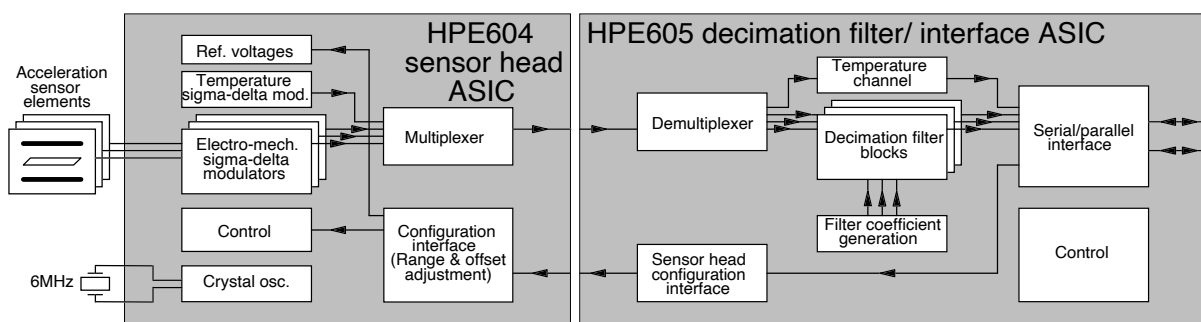 HPE604
sensor head
ASIC
HPE605 decimation filter/ interface ASIC
Acceleration
sensor
elements
Ref. voltages
Temperature
sigma-delta mod.
Electro-mech.
sigma-delta
modulators
Multiplexer
Control
Configuration
interface
(Range & offset
adjustment)
6MHz
Crystal osc.
Demultiplexer
Temperature
channel
Decimation filter
blocks
Filter coefficient
generation
Sensor head
configuration
interface
Serial/parallel
interface
Control